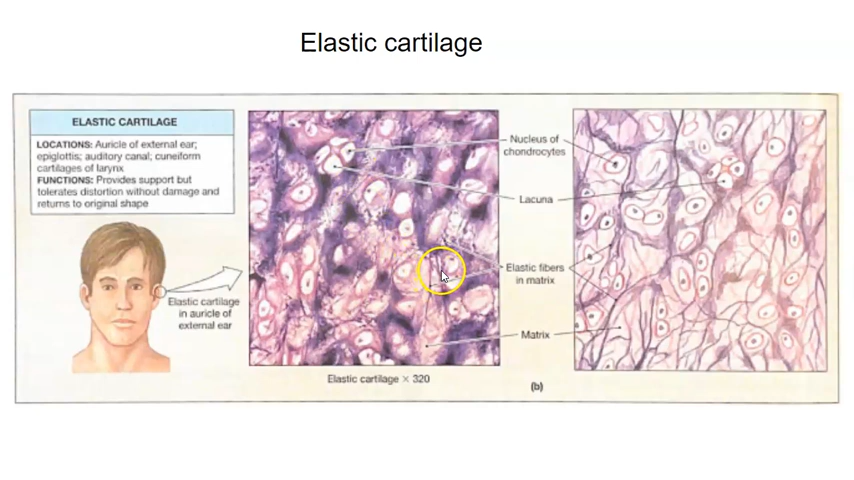 Elastic cartilage
ELASTIC CARTILAGE
LOCATIONS: Auricle of external ear;
epiglottis; auditory canal; cuneiform
cartilages of larynx
FUNCTIONS: Provides support but
tolerates distortion without damage and
returns to original shape
Elastic cartilage
in auricle of
external ear
Nucleus of
chondrocytes
Lacuna
Elastic fibers
in matrix
Matrix
Elastic cartilage × 320
(b)